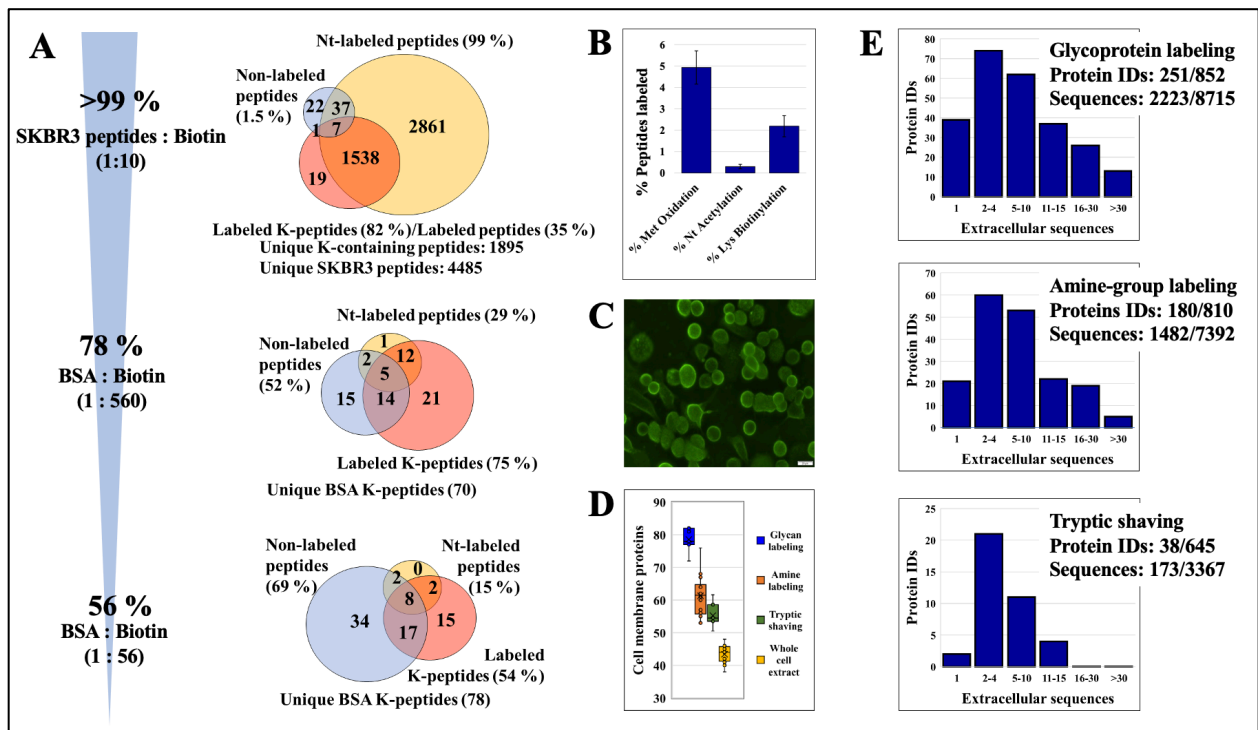 A
>99 %
SKBR3 peptides : Biotin
(1:10)
78 %
BSA : Biotin
(1 : 560)
56 %
BSA : Biotin
(1 : 56)
Nt-labeled peptides (99 %)
Non-labeled
peptides
(1.5 %)
22
37
2861
1
7
1538
19
Labeled K-peptides (82 %)/Labeled peptides (35 %)
Unique K-containing peptides: 1895
Unique SKBR3 peptides: 4485
Nt-labeled peptides (29 %)
Non-labeled
peptides
(52 %)
1
2
12
5
15
14
21
Labeled K-peptides (75 %)
Unique BSA K-peptides (70)
Non-labeled
peptides
(69 %)
Nt-labeled
peptides
(15 %)
0
2
2
8
34
17
15
Labeled
K-peptides
(54 %)
Unique BSA K-peptides (78)
B
% Peptides labeled
6
5
4
3
2
1
0
% Met Oxidation
% Nt Acetylation
% Lys Biotinylation
C
D
Cell membrane proteins
90
80
70
60
50
40
30
Glycan
labeling
Amine
labeling
Tryptic
shaving
Whole
cell
extract
E
Glycoprotein labeling
Protein IDs: 251/852
Sequences: 2223/8715
Protein IDs
80
70
60
50
40
30
20
10
0
1 2-4 5-10 11-15 16-30 >30
Extracellular sequences
Amine-group labeling
Proteins IDs: 180/810
Sequences: 1482/7392
Protein IDs
70
60
50
40
30
20
10
0
1 2-4 5-10 11-15 16-30 >30
Extracellular sequences
Tryptic shaving
Protein IDs: 38/645
Sequences: 173/3367
Protein IDs
25
20
15
10
5
0
1 2-4 5-10 11-15 16-30 >30
Extracellular sequences